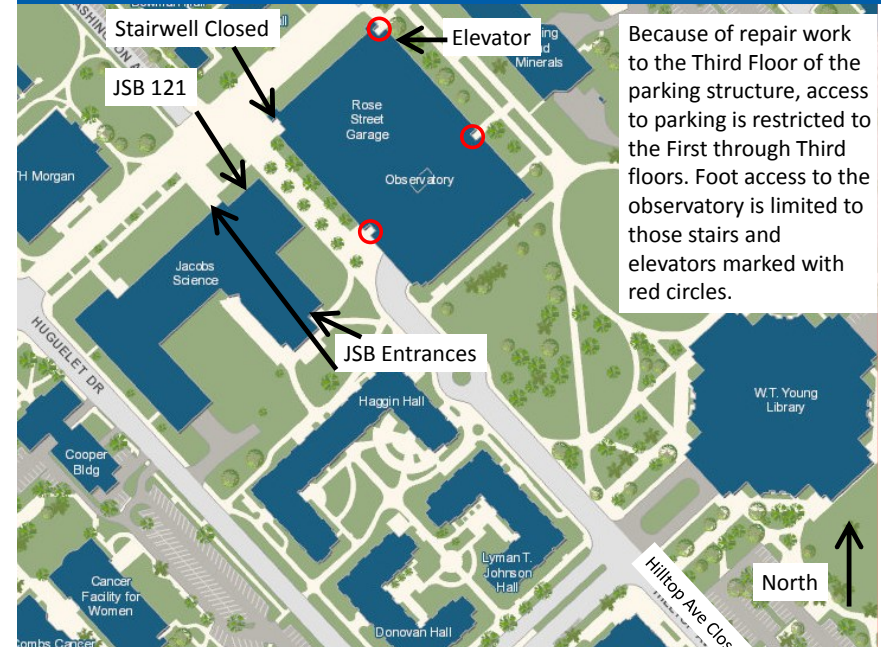 Stairwell Closed
Elevator
JSB 121
Because of repair work
to the Third Floor of the
parking structure, access
to parking is restricted to
the First through Third
floors. Foot access to the
observatory is limited to
those stairs and
elevators marked with
red circles.
Minerals
Rose
Street
Garage
Observatory
TH Morgan
Jacobs
Science
HUGUELET DR
JSB Entrances
Haggin Hall
W.T. Young
Library
Cooper
Bldg
Lyman T.
Johnson
Hall
Cancer
Facility for
Women
Donovan Hall
Hilltop Ave Clos
North